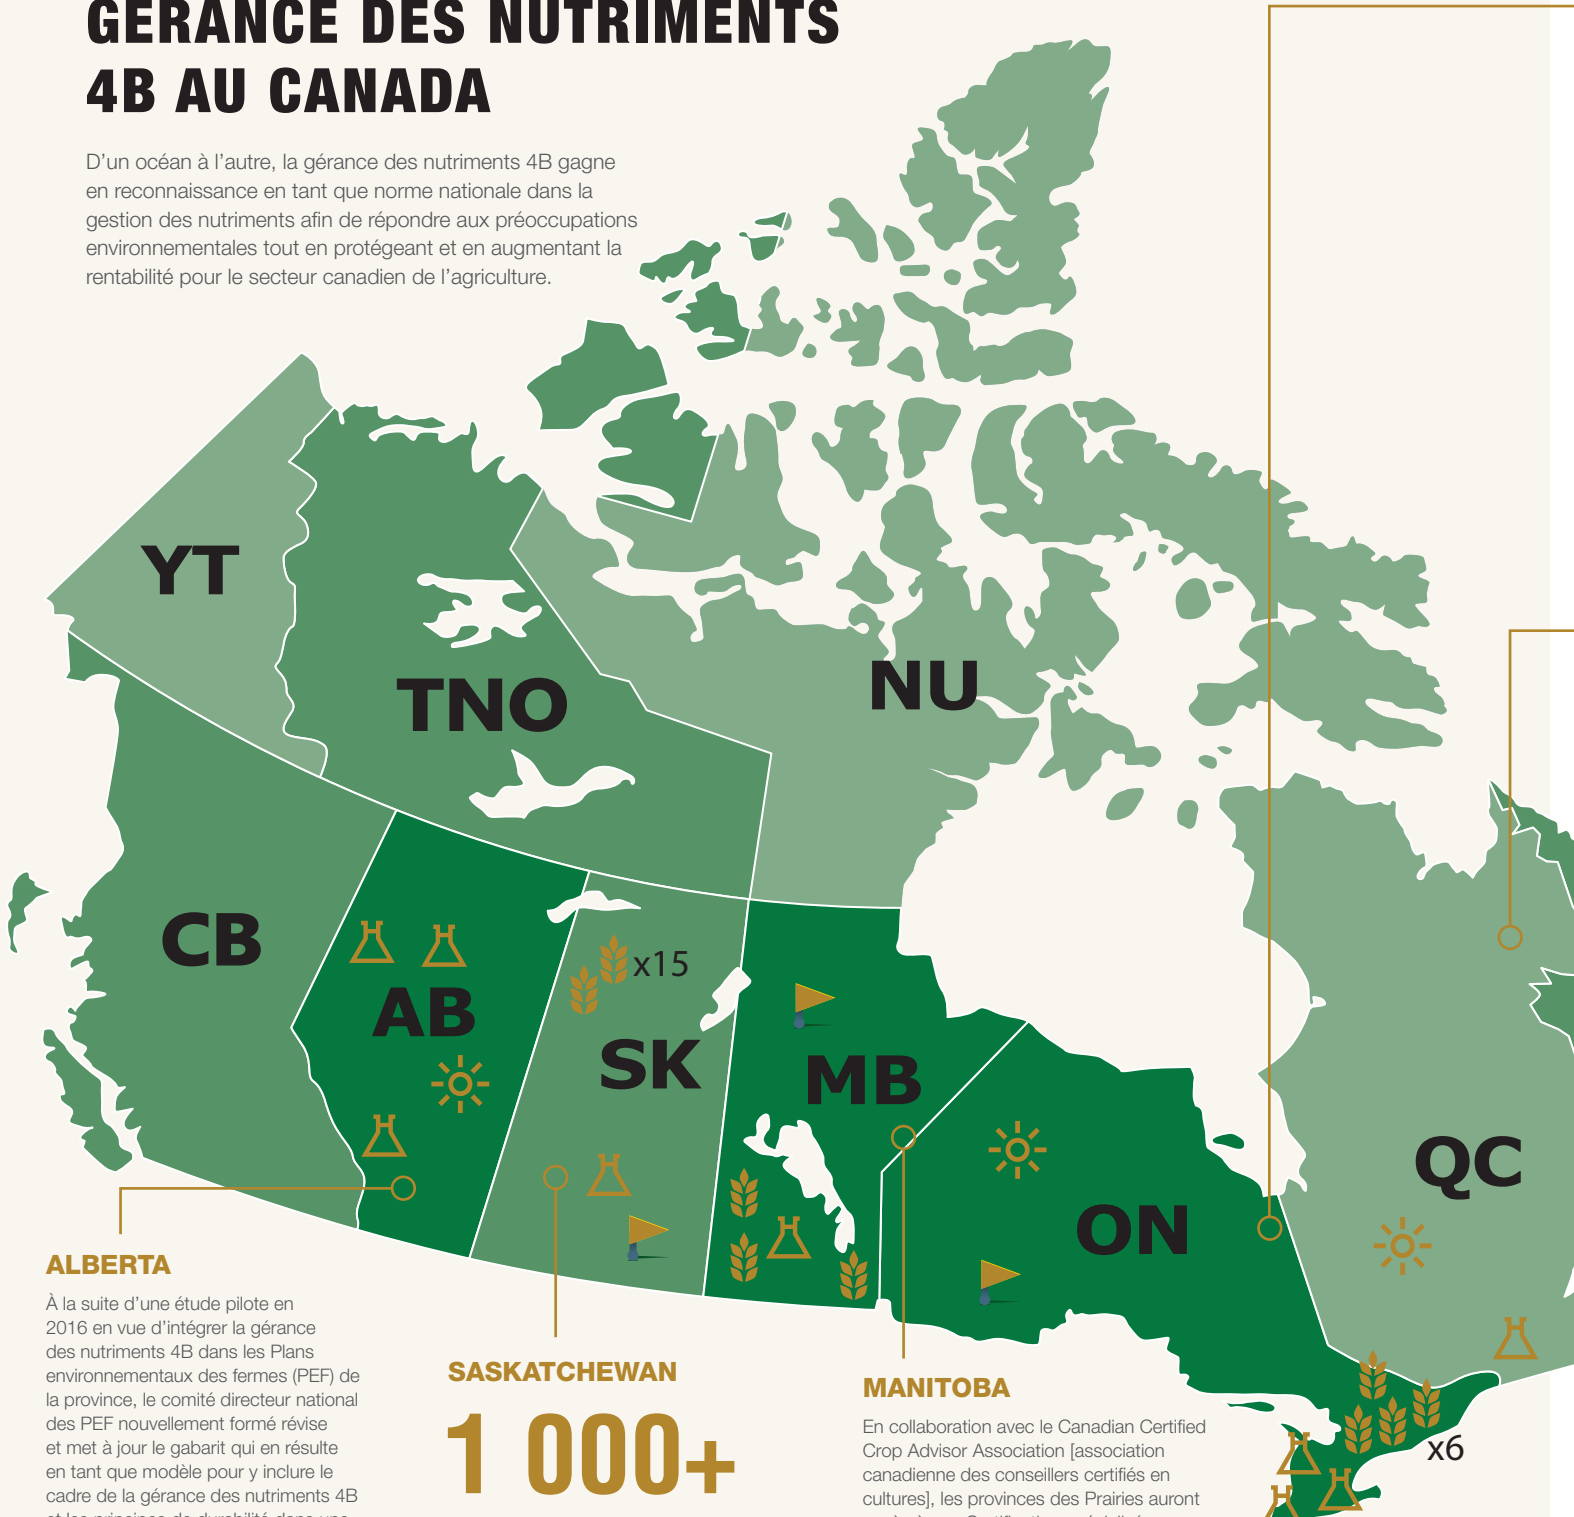 GÉRANCE DES NUTRIMENTS
4B AU CANADA
D'un océan à l'autre, la gérance des nutriments 4B gagne
en reconnaissance en tant que norme nationale dans la
gestion des nutriments afin de répondre aux préoccupations
environnementales tout en protégeant et en augmentant la
rentabilité pour le secteur canadien de l'agriculture.
YT
TNO
NU
CB
AB
x15
SK
MB
ON
QC
x6
ALBERTA
À la suite d'une étude pilote en
2016 en vue d'intégrer la gérance
des nutriments 4B dans les Plans
environnementaux des fermes (PEF) de
la province, le comité directeur national
des PEF nouvellement formé révise
et met à jour le gabarit qui en résulte
en tant que modèle pour y inclure le
cadre de la gérance des nutriments 4B
SASKATCHEWAN
1 000+
MANITOBA
En collaboration avec le Canadian Certified
Crop Advisor Association [association
canadienne des conseillers certifiés en
cultures], les provinces des Prairies auront